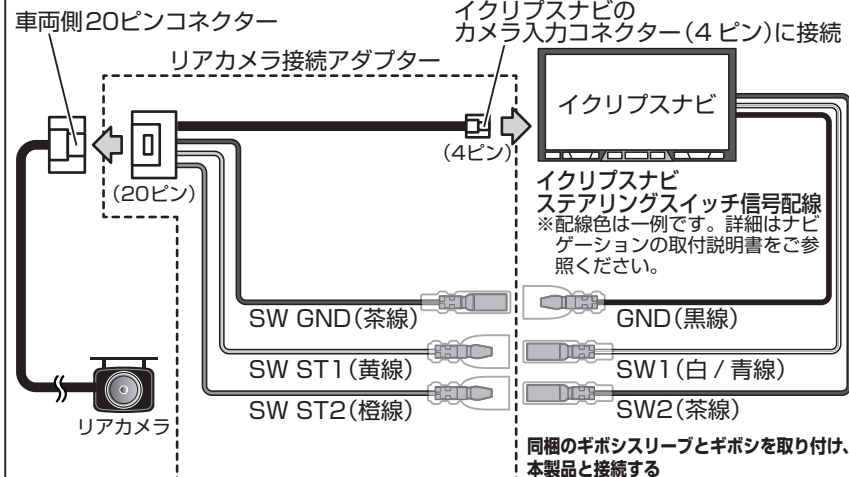 車両側20ピンコネクター
イクリプスナビの
カメラ入力コネクター(4ピン)に接続
リアカメラ接続アダプター
イクリプスナビ
(4ピン)
(20ピン)
イクリプスナビ
ステアリングスイッチ信号配線
※配線色は一例です。詳細はナビ
ゲーションの取付説明書をご参
照ください。
SW GND(茶線)
GND(黒線)
SW ST1(黄線)
SW1(白/青線)
SW ST2(橙線)
SW2(茶線)
リアカメラ
同梱のギボシスリーブとギボシを取り付け、
本製品と接続する